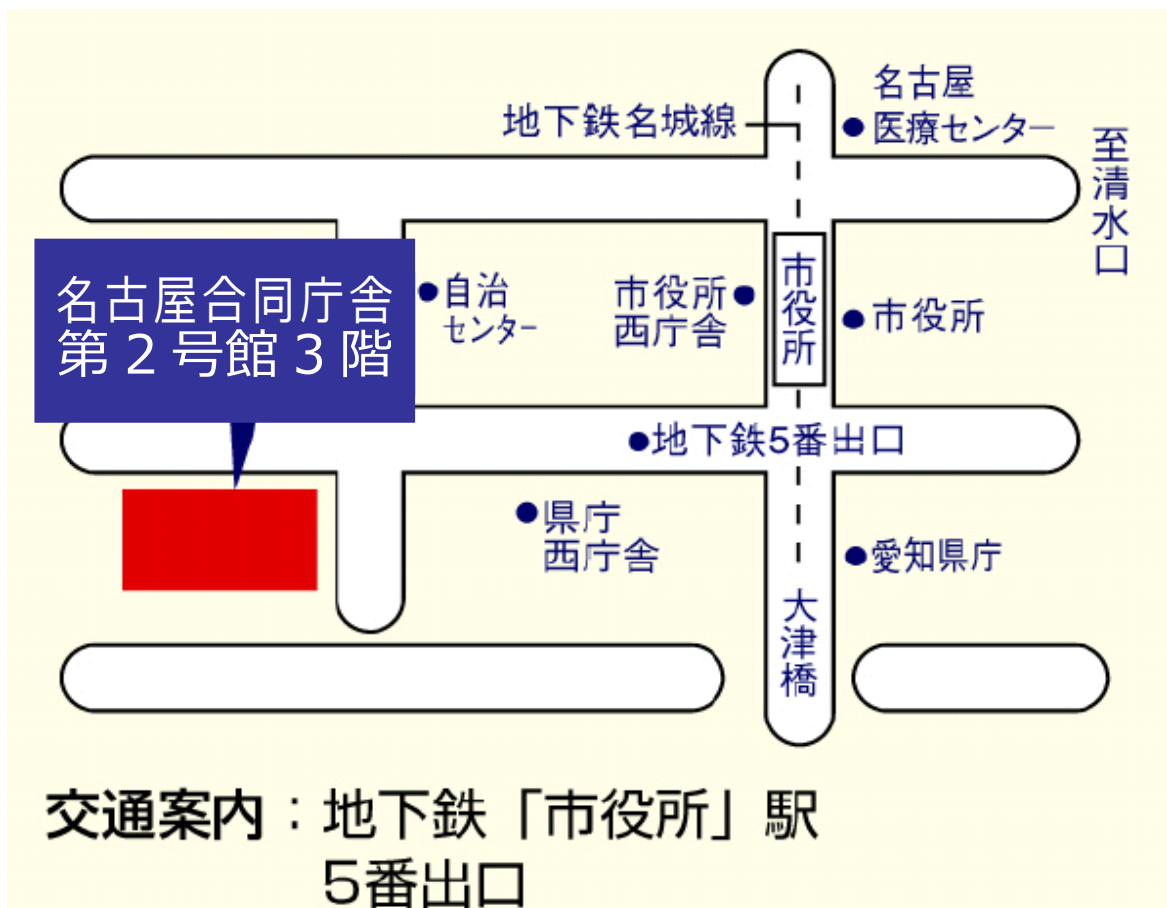 名古屋
医療センター
地下鉄名城線
至清水口
名古屋合同庁舎
第2号館3階
自治
センター
市役所
西庁舎
市役所
市役所
地下鉄5番出口
県庁
西庁舎
愛知県庁
大津橋
交通案内：地下鉄「市役所」駅
5番出口